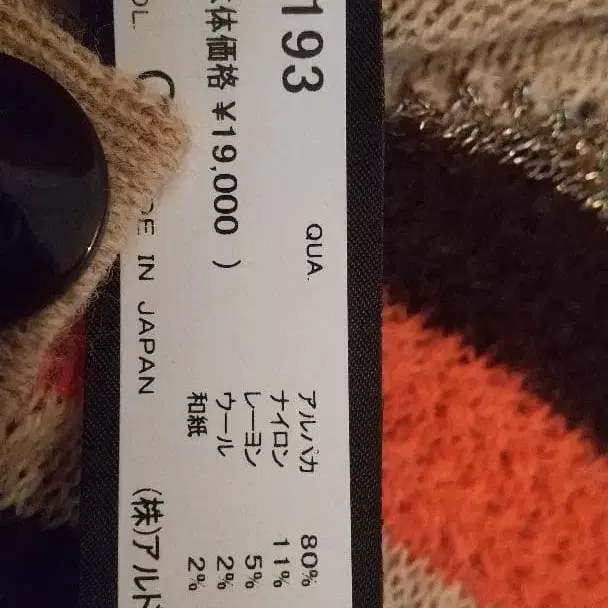 193
体価格 ¥19,000 )
QUA.
アルパカ 80%
ナイロン 11%
レーヨン 5%
ウール 2%
和紙 2%
IN JAPAN
(株)アルド